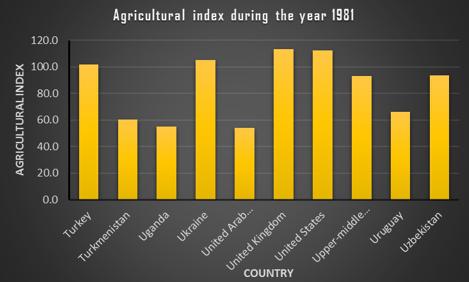 Agricultural index during the year 1981
AGRICULTURAL INDEX
120.0
100.0
80.0
60.0
40.0
20.0
0.0
Turkey
Turkmenistan
Uganda
Ukraine
United Arab...
United Kingdom
United States
Upper-middle...
Uruguay
Uzbekistan
COUNTRY